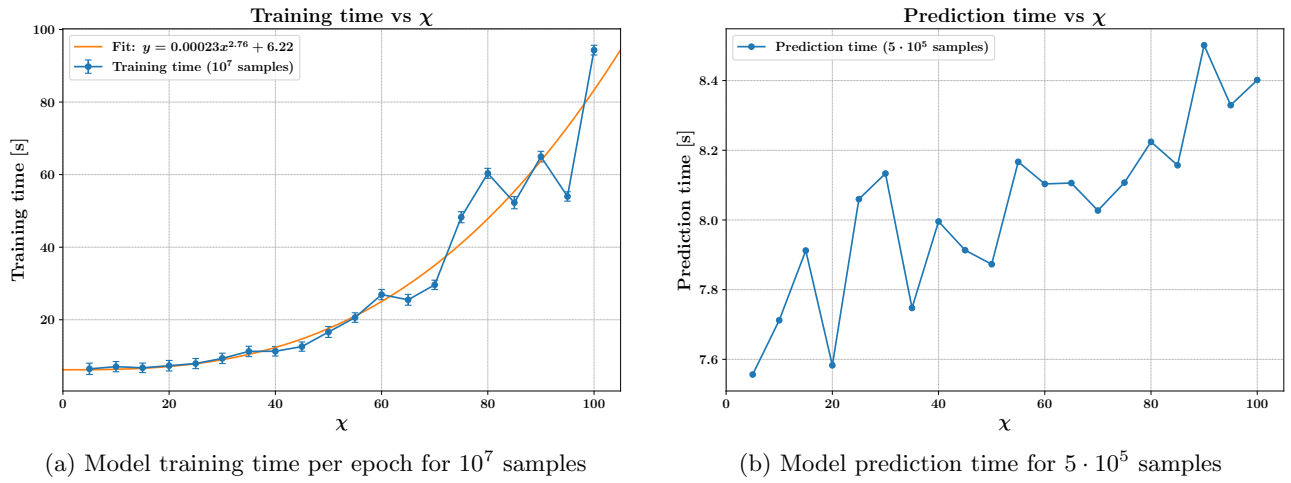 Training time vs χ
100
80
60
40
20
0 20 40 60 80 100
Training time [s]
χ
Fit: y = 0.00023x^2.76 + 6.22
Training time (10^7 samples)
(a) Model training time per epoch for 10^7 samples
Prediction time vs χ
8.4
8.2
8.0
7.8
7.6
0 20 40 60 80 100
Prediction time [s]
χ
Prediction time (5 · 10^5 samples)
(b) Model prediction time for 5 · 10^5 samples